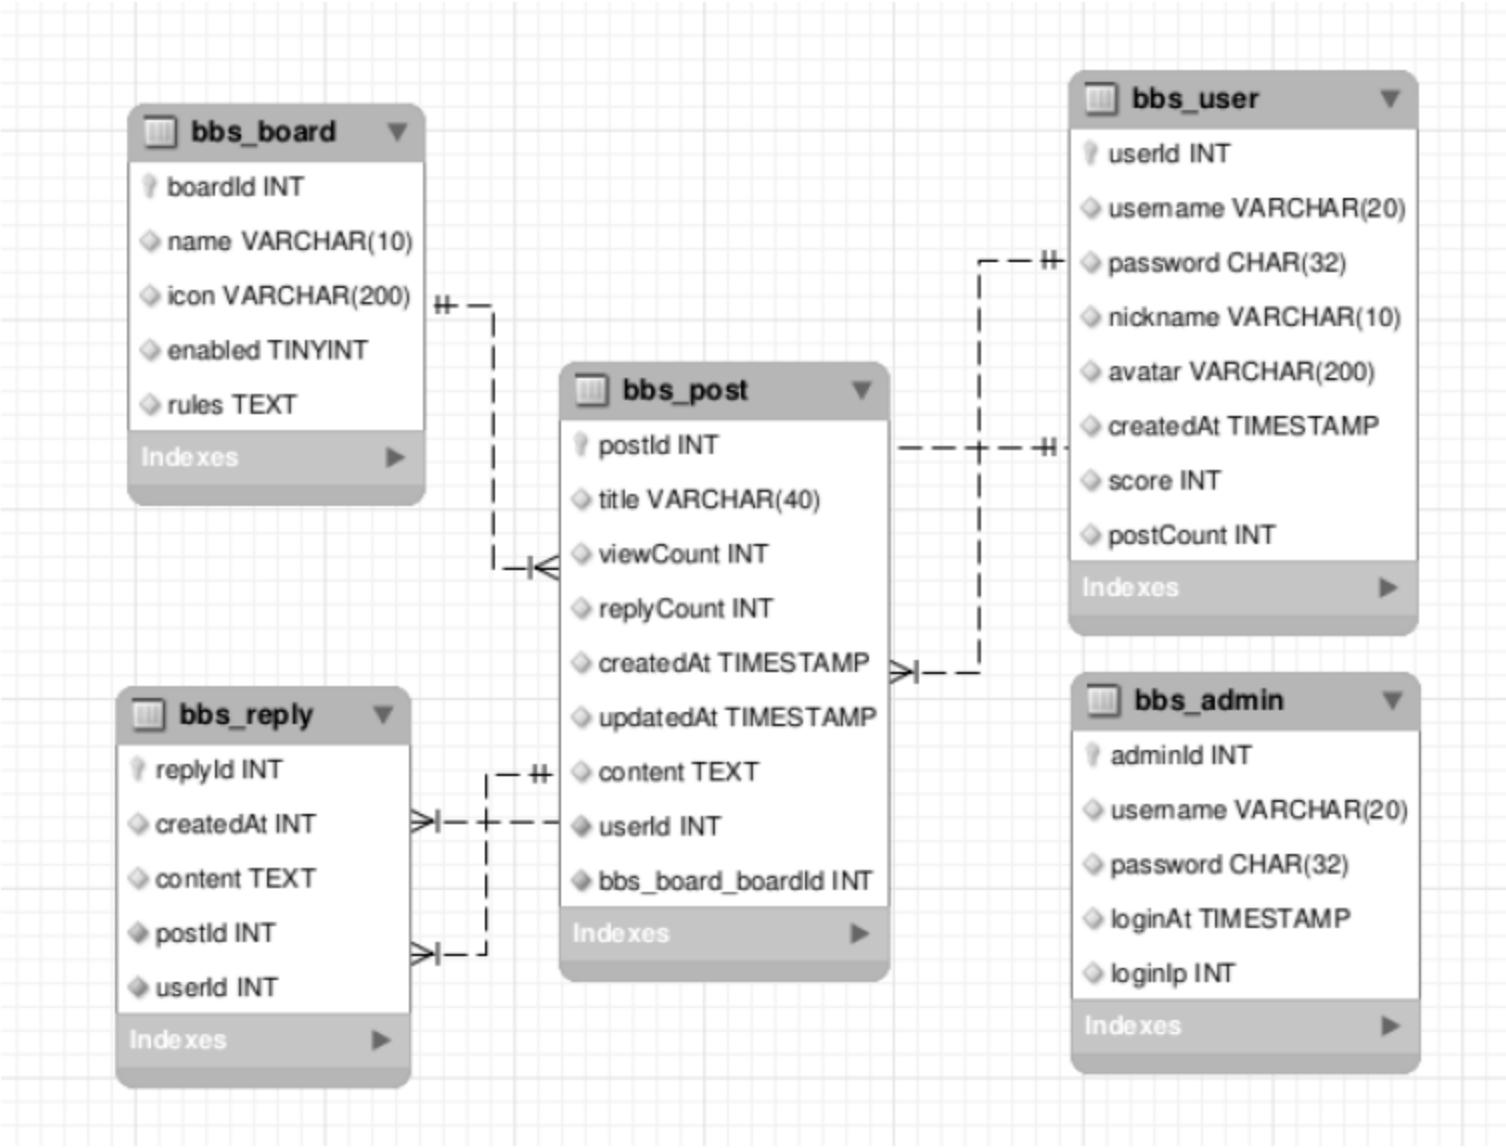 bbs_board
boardId INT
name VARCHAR(10)
icon VARCHAR(200)
enabled TINYINT
rules TEXT
Indexes
bbs_reply
replyId INT
createdAt INT
content TEXT
postId INT
userId INT
Indexes
bbs_post
postId INT
title VARCHAR(40)
viewCount INT
replyCount INT
createdAt TIMESTAMP
updatedAt TIMESTAMP
content TEXT
userId INT
bbs_board_boardId INT
Indexes
bbs_user
userId INT
username VARCHAR(20)
password CHAR(32)
nickname VARCHAR(10)
avatar VARCHAR(200)
createdAt TIMESTAMP
score INT
postCount INT
Indexes
bbs_admin
adminId INT
username VARCHAR(20)
password CHAR(32)
loginAt TIMESTAMP
loginIp INT
Indexes